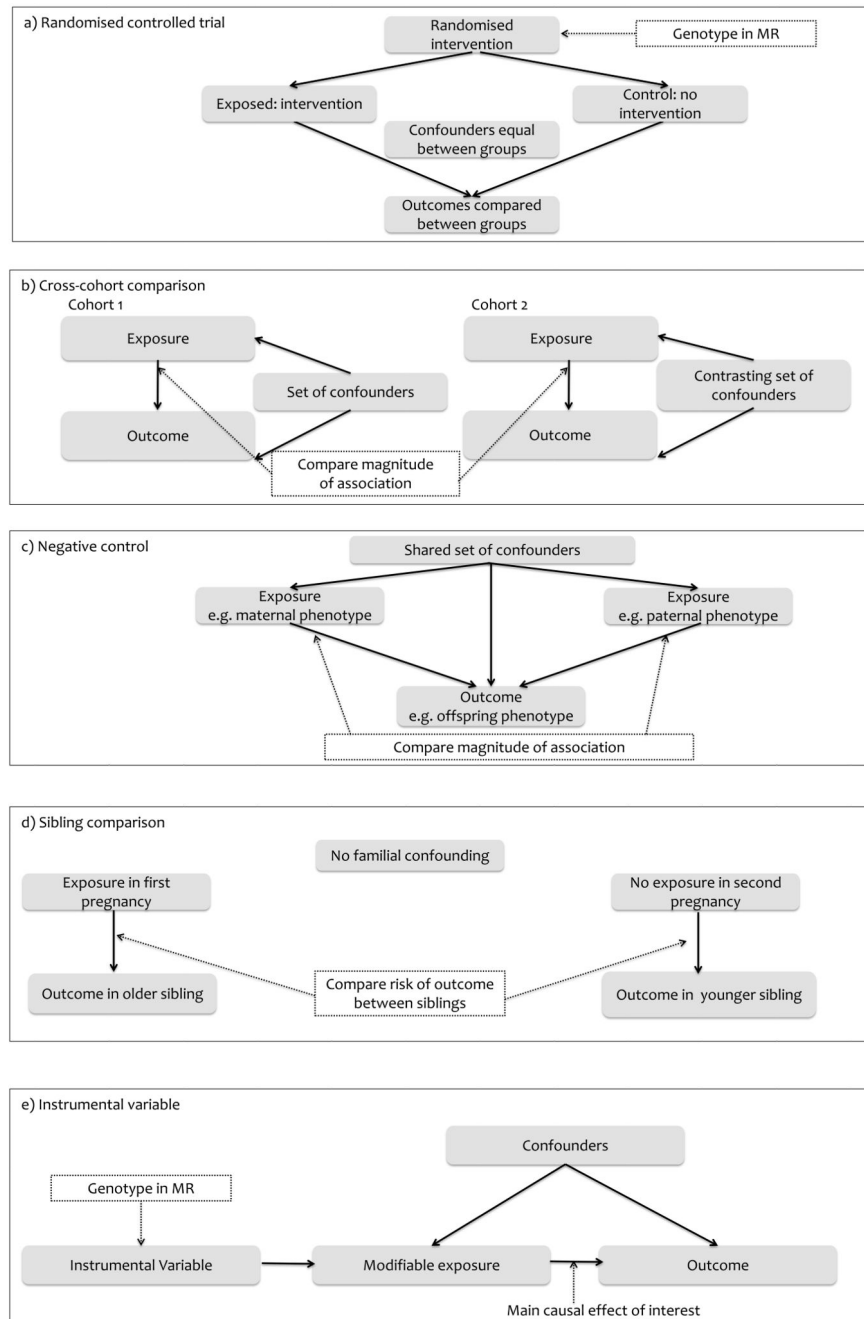 a) Randomised controlled trial
Randomised
intervention
Genotype in MR
Exposed: intervention
Control: no
intervention
Confounders equal
between groups
Outcomes compared
between groups
b) Cross-cohort comparison
Cohort 1
Cohort 2
Exposure
Exposure
Set of confounders
Contrasting set of
confounders
Outcome
Outcome
Compare magnitude
of association
c) Negative control
Shared set of confounders
Exposure
e.g. maternal phenotype
Exposure
e.g. paternal phenotype
Outcome
e.g. offspring phenotype
Compare magnitude of association
d) Sibling comparison
No familial confounding
Exposure in first
pregnancy
No exposure in second
pregnancy
Outcome in older sibling
Compare risk of outcome
between siblings
Outcome in younger sibling
e) Instrumental variable
Confounders
Genotype in MR
Instrumental Variable
Modifiable exposure
Outcome
Main causal effect of interest